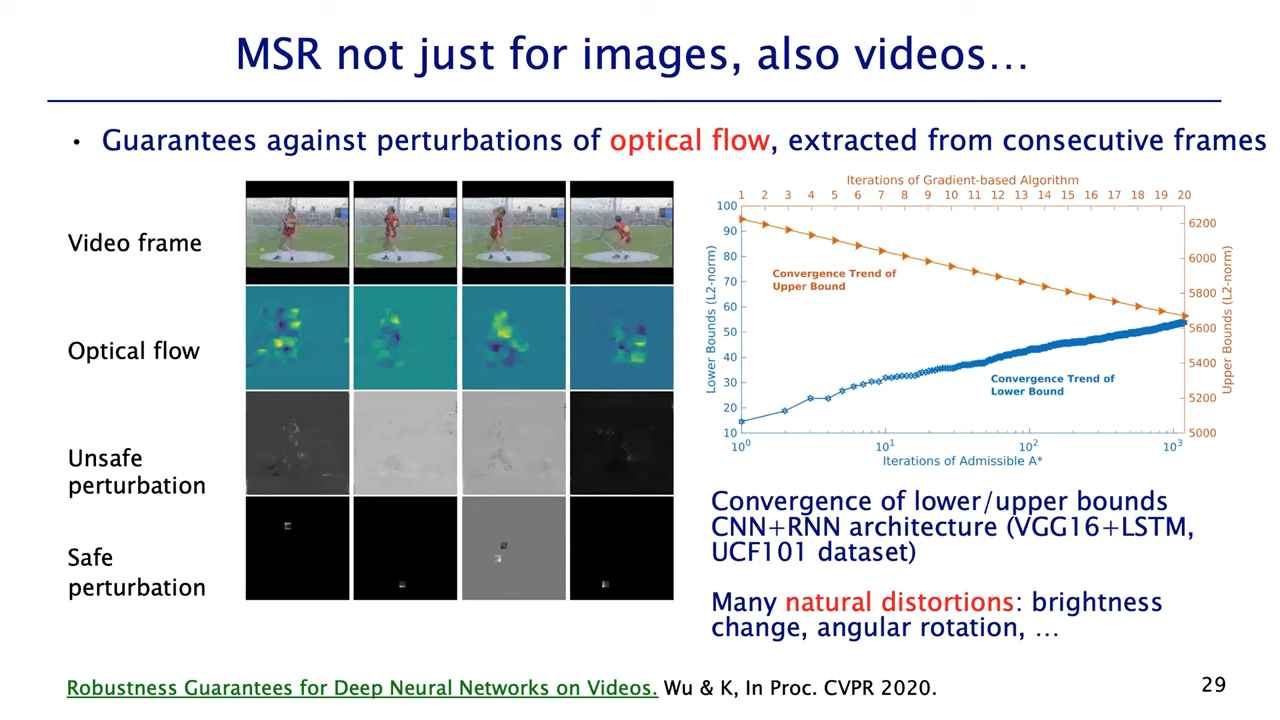 MSR not just for images, also videos…
• Guarantees against perturbations of optical flow, extracted from consecutive frames
Video frame
Optical flow
Unsafe
perturbation
Safe
perturbation
Iterations of Gradient-based Algorithm
1 2 3 4 5 6 7 8 9 10 11 12 13 14 15 16 17 18 19 20
100
90
80
70
60
50
40
30
20
10
Lower Bounds (L2-norm)
6200
6000
5800
5600
5400
5200
5000
Upper Bounds (L2-norm)
Convergence Trend of
Upper Bound
Convergence Trend of
Lower Bound
10⁰ 10¹ 10² 10³
Iterations of Admissible A*
Convergence of lower/upper bounds
CNN+RNN architecture (VGG16+LSTM,
UCF101 dataset)
Many natural distortions: brightness
change, angular rotation, …
Robustness Guarantees for Deep Neural Networks on Videos. Wu & K, In Proc. CVPR 2020.
29